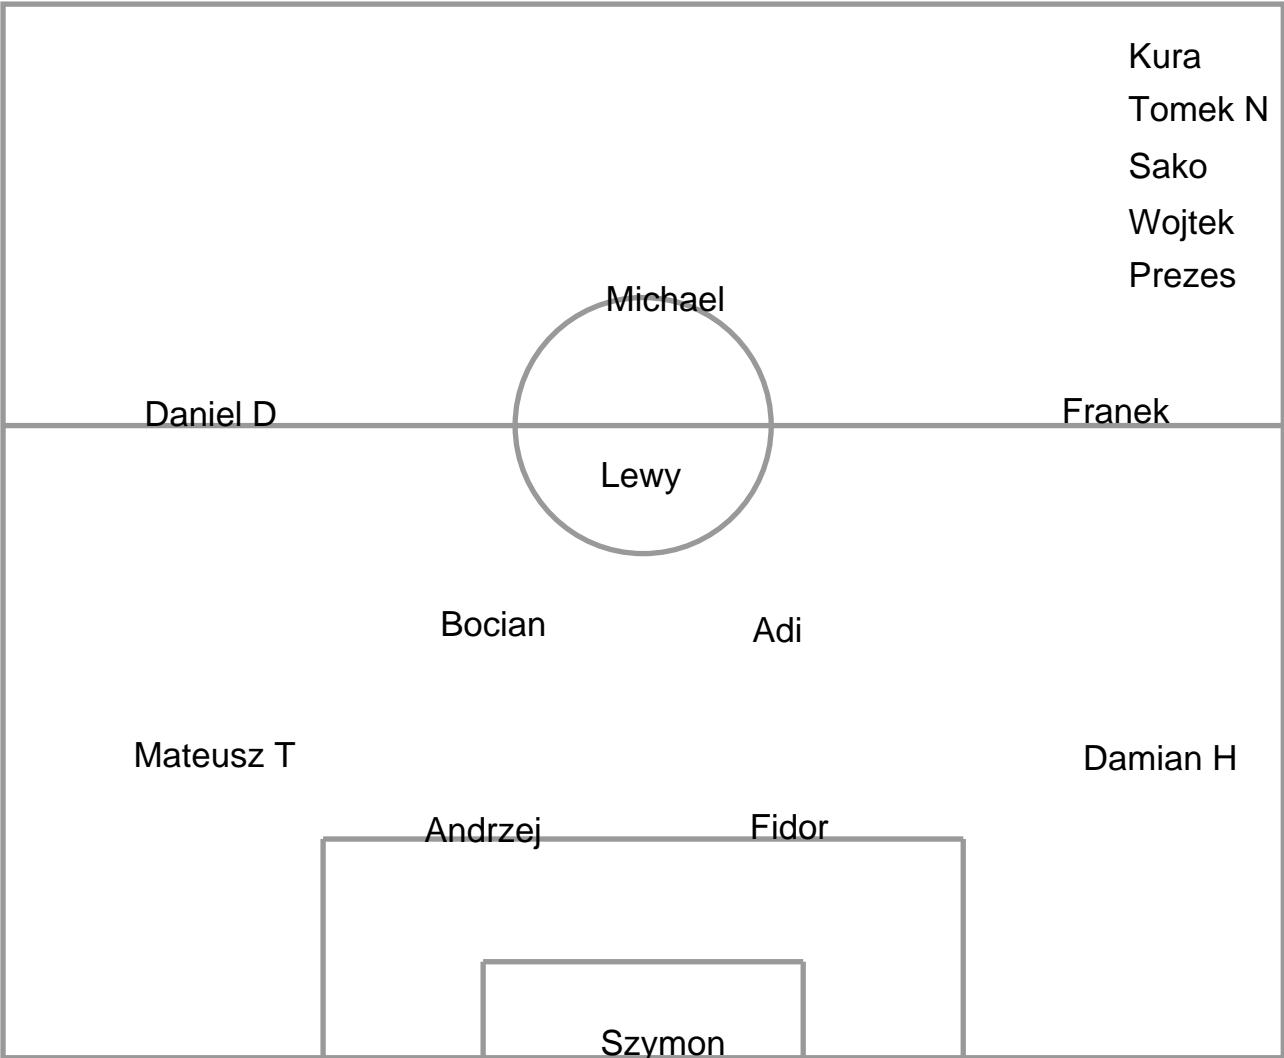 Kura
Tomek N
Sako
Wojtek
Prezes
Michael
Daniel D
Franek
Lewy
Bocian
Adi
Mateusz T
Damian H
Andrzej
Fidor
Szymon